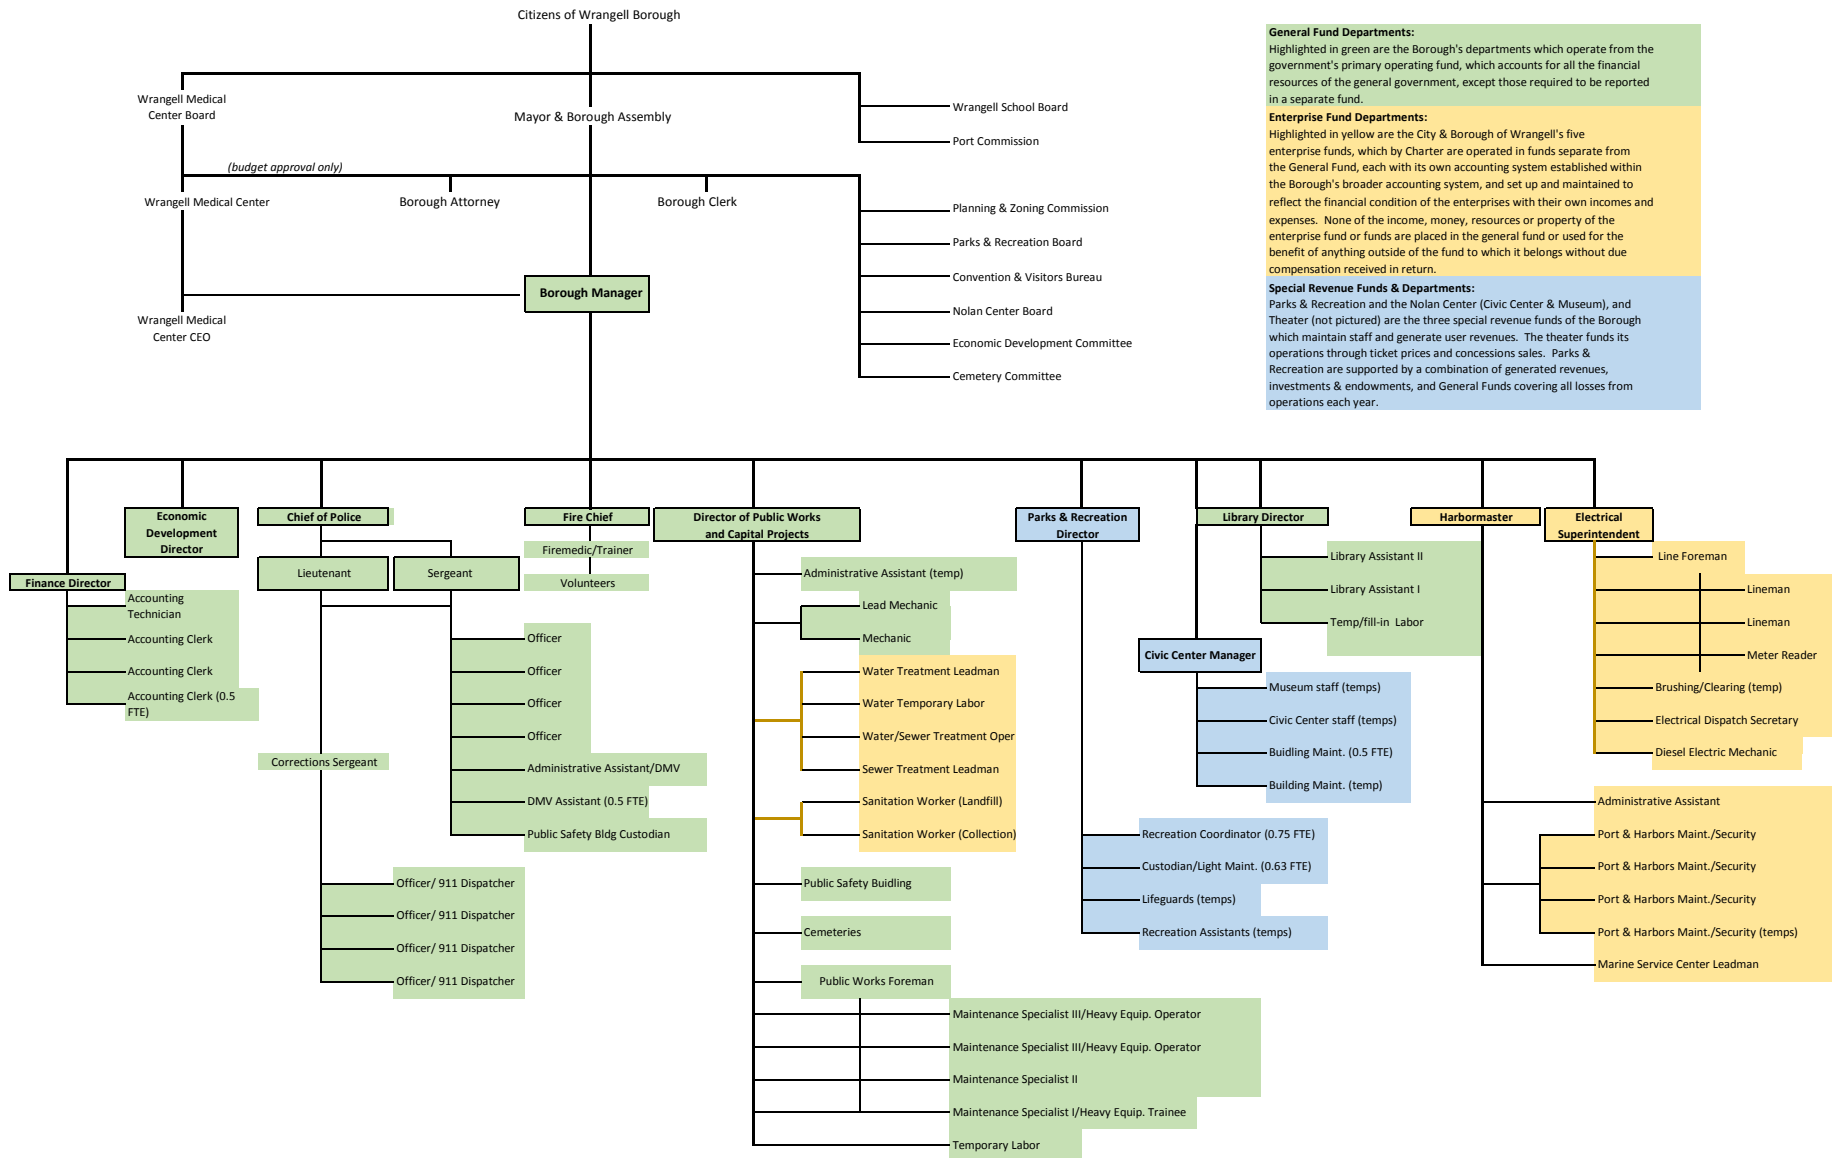 Citizens of Wrangell Borough
Wrangell Medical
Center Board
Mayor & Borough Assembly
Wrangell School Board
Port Commission
(budget approval only)
Wrangell Medical Center
Borough Attorney
Borough Clerk
Planning & Zoning Commission
Parks & Recreation Board
Convention & Visitors Bureau
Nolan Center Board
Economic Development Committee
Cemetery Committee
Borough Manager
Wrangell Medical
Center CEO
General Fund Departments:
Highlighted in green are the Borough's departments which operate from the
government's primary operating fund, which accounts for all the financial
resources of the general government, except those required to be reported
in a separate fund.
Enterprise Fund Departments:
Highlighted in yellow are the City & Borough of Wrangell's five
enterprise funds, which by Charter are operated in funds separate from
the General Fund, each with its own accounting system established within
the Borough's broader accounting system, and set up and maintained to
reflect the financial condition of the enterprises with their own incomes and
expenses. None of the income, money, resources or property of the
enterprise fund or funds are placed in the general fund or used for the
benefit of anything outside of the fund to which it belongs without due
compensation received in return.
Special Revenue Funds & Departments:
Parks & Recreation and the Nolan Center (Civic Center & Museum), and
Theater (not pictured) are the three special revenue funds of the Borough
which maintain staff and generate user revenues. The theater funds its
operations through ticket prices and concessions sales. Parks &
Recreation are supported by a combination of generated revenues,
investments & endowments, and General Funds covering all losses from
operations each year.
Finance Director
Accounting
Technician
Accounting Clerk
Accounting Clerk
Accounting Clerk (0.5
FTE)
Economic
Development
Director
Chief of Police
Lieutenant
Sergeant
Officer
Officer
Officer
Officer
Administrative Assistant/DMV
DMV Assistant (0.5 FTE)
Public Safety Bldg Custodian
Corrections Sergeant
Officer/ 911 Dispatcher
Officer/ 911 Dispatcher
Officer/ 911 Dispatcher
Officer/ 911 Dispatcher
Fire Chief
Firemedic/Trainer
Volunteers
Director of Public Works
and Capital Projects
Administrative Assistant (temp)
Lead Mechanic
Mechanic
Water Treatment Leadman
Water Temporary Labor
Water/Sewer Treatment Oper
Sewer Treatment Leadman
Sanitation Worker (Landfill)
Sanitation Worker (Collection)
Public Safety Buidling
Cemeteries
Public Works Foreman
Maintenance Specialist III/Heavy Equip. Operator
Maintenance Specialist III/Heavy Equip. Operator
Maintenance Specialist II
Maintenance Specialist I/Heavy Equip. Trainee
Temporary Labor
Parks & Recreation
Director
Recreation Coordinator (0.75 FTE)
Custodian/Light Maint. (0.63 FTE)
Lifeguards (temps)
Recreation Assistants (temps)
Civic Center Manager
Museum staff (temps)
Civic Center staff (temps)
Buidling Maint. (0.5 FTE)
Building Maint. (temp)
Library Director
Library Assistant II
Library Assistant I
Temp/fill-in Labor
Harbormaster
Administrative Assistant
Port & Harbors Maint./Security
Port & Harbors Maint./Security
Port & Harbors Maint./Security
Port & Harbors Maint./Security (temps)
Marine Service Center Leadman
Electrical
Superintendent
Line Foreman
Lineman
Lineman
Meter Reader
Brushing/Clearing (temp)
Electrical Dispatch Secretary
Diesel Electric Mechanic